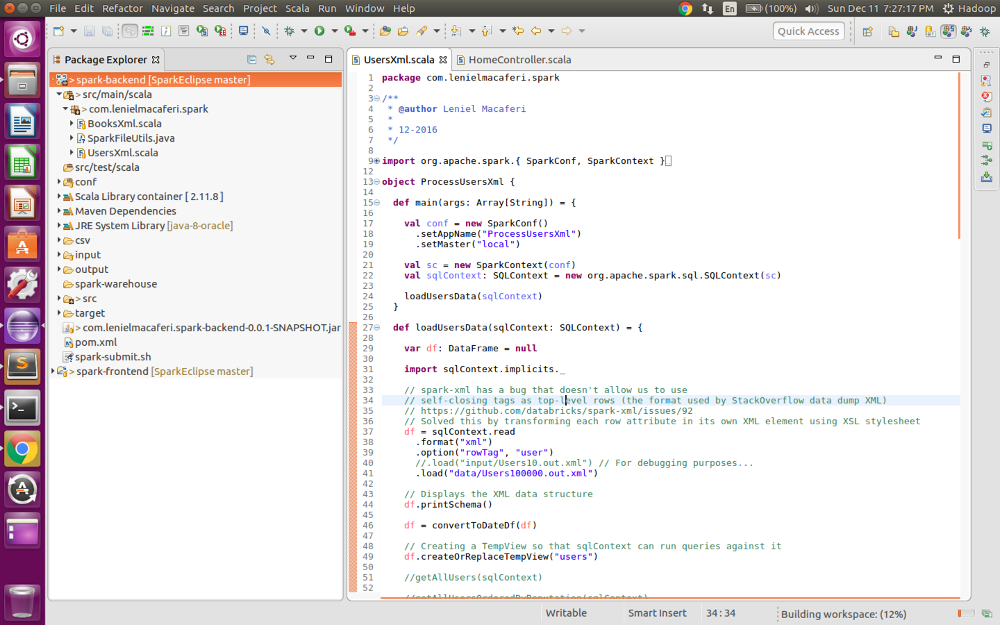 File Edit Refactor Navigate Search Project Scala Run Window Help
En (100%) Sun Dec 11 7:27:17 PM Hadoop
Quick Access
Package Explorer
> spark-backend [SparkEclipse master]
> src/main/scala
> com.lenielmacaferi.spark
BooksXml.scala
SparkFileUtils.java
UsersXml.scala
src/test/scala
conf
Scala Library container [ 2.11.8 ]
Maven Dependencies
JRE System Library [java-8-oracle]
csv
input
output
spark-warehouse
> src
target
> com.lenielmacaferi.spark-backend-0.0.1-SNAPSHOT.jar
pom.xml
spark-submit.sh
> spark-frontend [SparkEclipse master]
UsersXml.scala HomeController.scala
1 package com.lenielmacaferi.spark
2
3 /**
4 * @author Leniel Macaferi
5 *
6 * 12-2016
7 */
8
9 import org.apache.spark.{ SparkConf, SparkContext }
12
13 object ProcessUsersXml {
14
15 def main(args: Array[String]) = {
16
17 val conf = new SparkConf()
18 .setAppName("ProcessUsersXml")
19 .setMaster("local")
20
21 val sc = new SparkContext(conf)
22 val sqlContext: SQLContext = new org.apache.spark.sql.SQLContext(sc)
23
24 loadUsersData(sqlContext)
25 }
26
27 def loadUsersData(sqlContext: SQLContext) = {
28
29 var df: DataFrame = null
30
31 import sqlContext.implicits._
32
33 // spark-xml has a bug that doesn't allow us to use
34 // self-closing tags as top-level rows (the format used by StackOverflow data dump XML)
35 // https://github.com/databricks/spark-xml/issues/92
36 // Solved this by transforming each row attribute in its own XML element using XSL stylesheet
37 df = sqlContext.read
38 .format("xml")
39 .option("rowTag", "user")
40 //.load("input/Users10.out.xml") // For debugging purposes...
41 .load("data/Users100000.out.xml")
42
43 // Displays the XML data structure
44 df.printSchema()
45
46 df = convertToDateDf(df)
47
48 // Creating a TempView so that sqlContext can run queries against it
49 df.createOrReplaceTempView("users")
50
51 //getAllUsers(sqlContext)
52
//getAllUsersOrderedByReputation(sqlContext)
Writable Smart Insert 34 : 34 Building workspace: (12%)